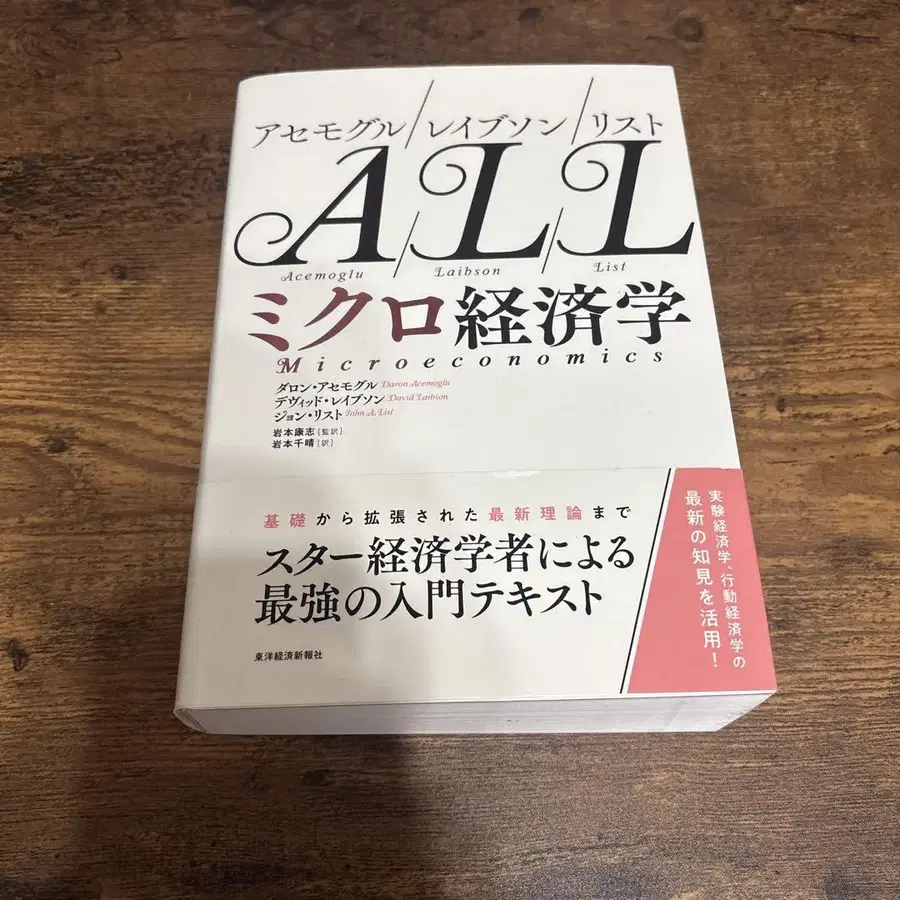 アセモグル/レイブソン/リスト
A/L/L
Acemoglu / Laibson / List
ミクロ経済学
Microeconomics
ダロン・アセモグル Daron Acemoglu
デヴィッド・レイブソン David Laibson
ジョン・リスト John A. List
岩本康志[監訳]
岩本千晴[訳]
基礎から拡張された最新理論まで
スター経済学者による
最強の入門テキスト
実験経済学、行動経済学の
最新の知見を活用!
東洋経済新報社